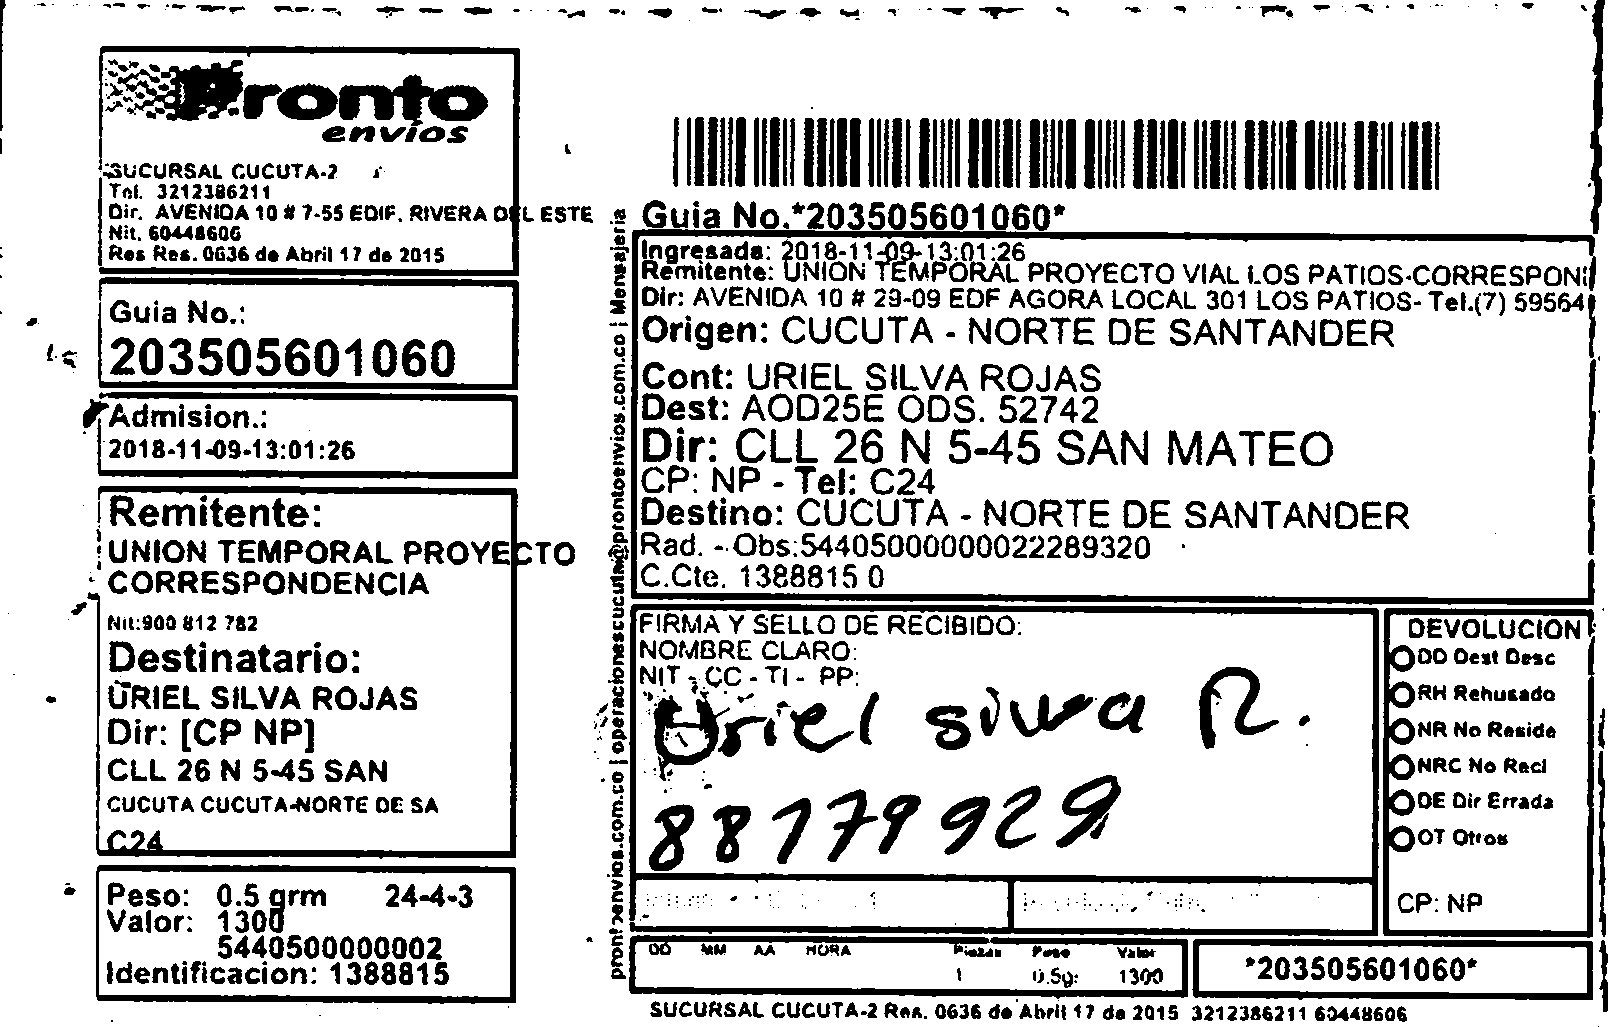 Pronto
envíos
SUCURSAL CUCUTA-2
Tel. 3212386211
Dir. AVENIDA 10 # 7-55 EDIF. RIVERA DEL ESTE
Nit. 60448606
Res Res. 0636 de Abril 17 de 2015
Guia No.:
203505601060
Admision.:
2018-11-09-13:01:26
Remitente:
UNION TEMPORAL PROYECTO
CORRESPONDENCIA
Nit:900 812 782
Destinatario:
URIEL SILVA ROJAS
Dir: [CP NP]
CLL 26 N 5-45 SAN
CUCUTA CUCUTA-NORTE DE SA
C24
Peso: 0.5 grm 24-4-3
Valor: 1300
5440500000002
Identificacion: 1388815
prontoenvios.com.co | operacionescucuta@prontoenvios.com.co | Mensajeria
Guia No.*203505601060*
Ingresada: 2018-11-09-13:01:26
Remitente: UNION TEMPORAL PROYECTO VIAL LOS PATIOS-CORRESPON
Dir: AVENIDA 10 # 29-09 EDF AGORA LOCAL 301 LOS PATIOS- Tel.(7) 59564
Origen: CUCUTA - NORTE DE SANTANDER
Cont: URIEL SILVA ROJAS
Dest: AOD25E ODS. 52742
Dir: CLL 26 N 5-45 SAN MATEO
CP: NP - Tel: C24
Destino: CUCUTA - NORTE DE SANTANDER
Rad. - Obs:54405000000022289320
C.Cte. 1388815 0
FIRMA Y SELLO DE RECIBIDO:
NOMBRE CLARO:
NIT - CC - TI - PP:
Uriel silva R.
88179929
DEVOLUCION
DD Dest Desc
RH Rehusado
NR No Reside
NRC No Recl
DE Dir Errada
OT Otros
CP: NP
DD MM AA HORA Piezas Peso Valor
1 0.5g: 1300
*203505601060*
SUCURSAL CUCUTA-2 Res. 0636 de Abril 17 de 2015 3212386211 60448606